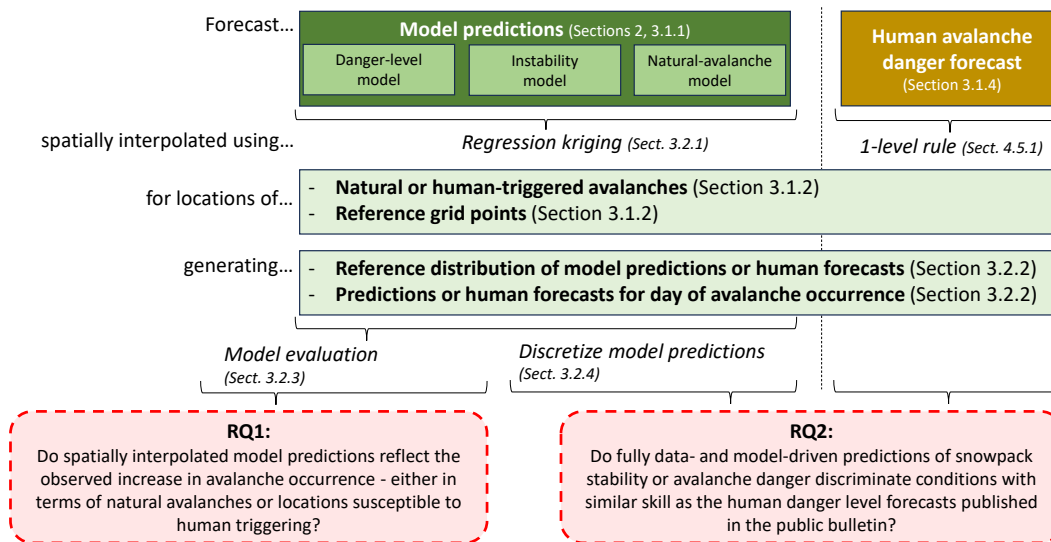 Forecast...
Model predictions (Sections 2, 3.1.1)
Danger-level
model
Instability
model
Natural-avalanche
model
Human avalanche
danger forecast
(Section 3.1.4)
spatially interpolated using...
Regression kriging (Sect. 3.2.1)
1-level rule (Sect. 4.5.1)
for locations of...
- Natural or human-triggered avalanches (Section 3.1.2)
- Reference grid points (Section 3.1.2)
generating...
- Reference distribution of model predictions or human forecasts (Section 3.2.2)
- Predictions or human forecasts for day of avalanche occurrence (Section 3.2.2)
Model evaluation
(Sect. 3.2.3)
Discretize model predictions
(Sect. 3.2.4)
RQ1:
Do spatially interpolated model predictions reflect the
observed increase in avalanche occurrence - either in
terms of natural avalanches or locations susceptible to
human triggering?
RQ2:
Do fully data- and model-driven predictions of snowpack
stability or avalanche danger discriminate conditions with
similar skill as the human danger level forecasts published
in the public bulletin?